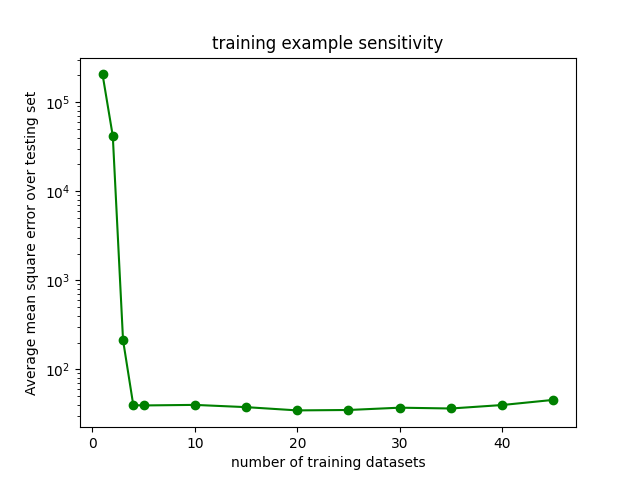 training example sensitivity
Average mean square error over testing set
10^5
10^4
10^3
10^2
0 10 20 30 40
number of training datasets